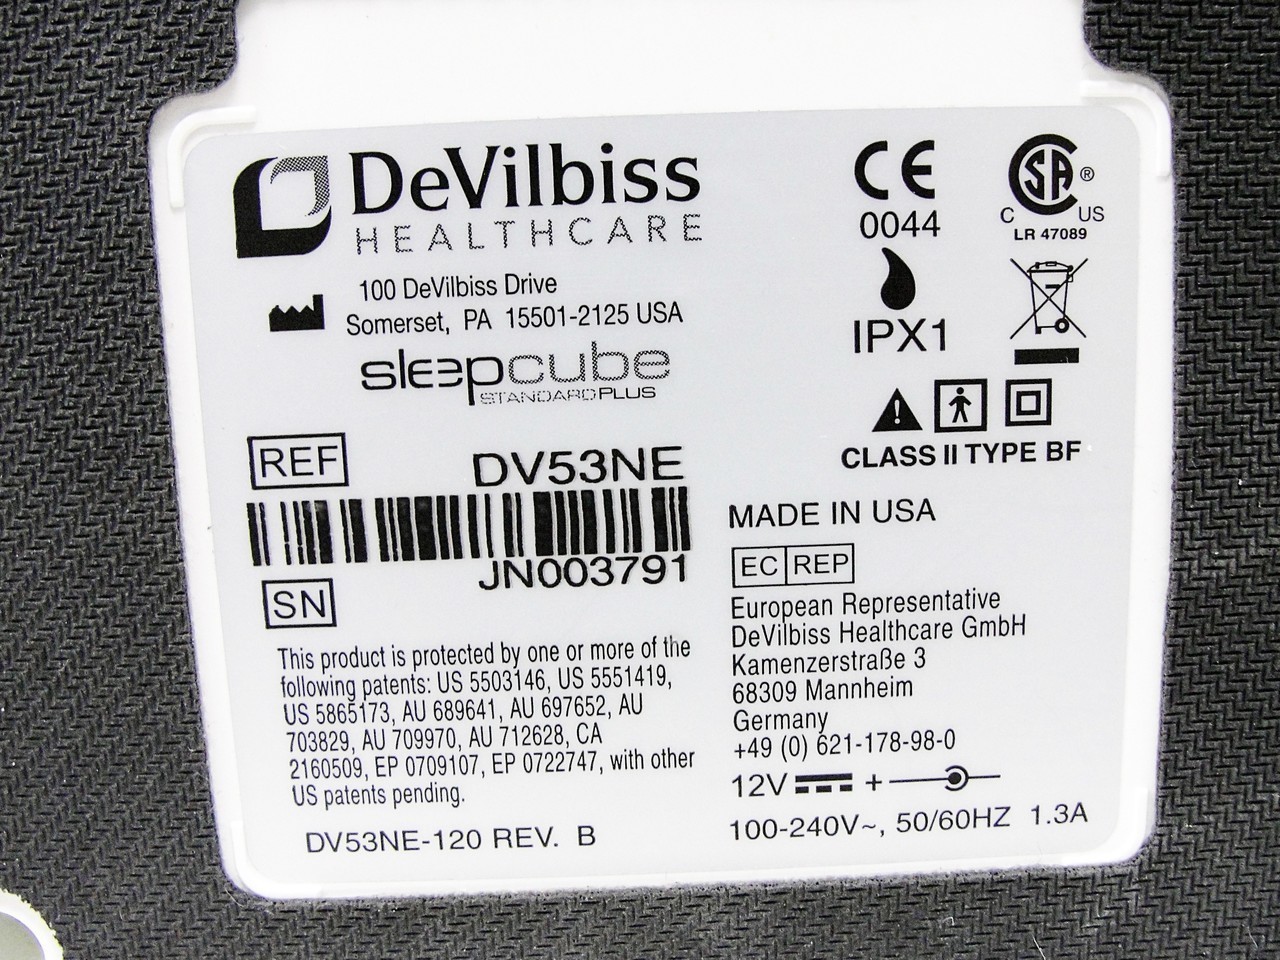 DeVilbiss
HEALTHCARE
100 DeVilbiss Drive
Somerset, PA 15501-2125 USA
sleepcube
STANDARD PLUS
REF
DV53NE
JN003791
SN
This product is protected by one or more of the
following patents: US 5503146, US 5551419,
US 5865173, AU 689641, AU 697652, AU
703829, AU 709970, AU 712628, CA
2160509, EP 0709107, EP 0722747, with other
US patents pending.
DV53NE-120 REV. B
CE
0044
SA ®
C US
LR 47089
IPX1
CLASS II TYPE BF
MADE IN USA
EC REP
European Representative
DeVilbiss Healthcare GmbH
Kamenzerstraße 3
68309 Mannheim
Germany
+49 (0) 621-178-98-0
12V +
100-240V~, 50/60HZ 1.3A